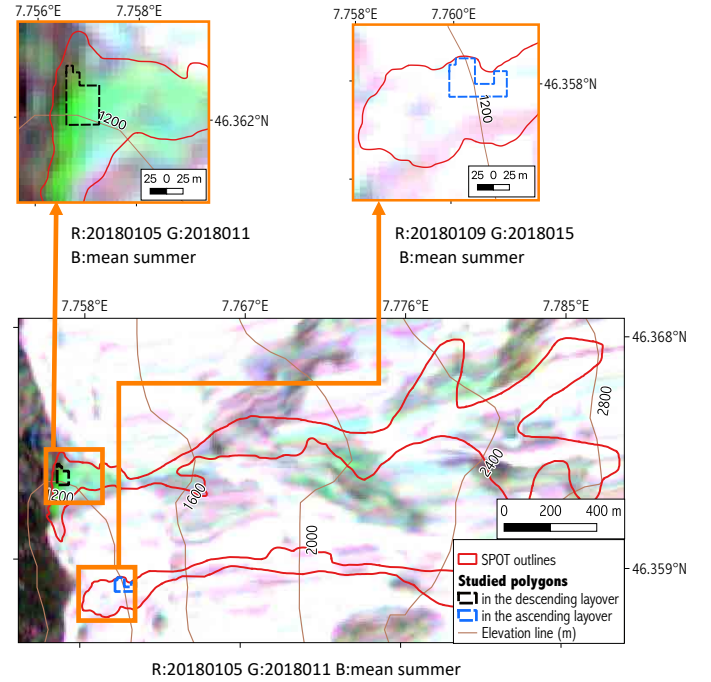 7.756°E 7.758°E
46.362°N
1200
25 0 25 m
R:20180105 G:2018011
B:mean summer
7.758°E 7.760°E
46.358°N
1200
25 0 25 m
R:20180109 G:2018015
B:mean summer
7.758°E 7.767°E 7.776°E 7.785°E
46.368°N
46.359°N
1200
1600
2000
2400
2800
0 200 400 m
SPOT outlines
Studied polygons
in the descending layover
in the ascending layover
Elevation line (m)
R:20180105 G:2018011 B:mean summer